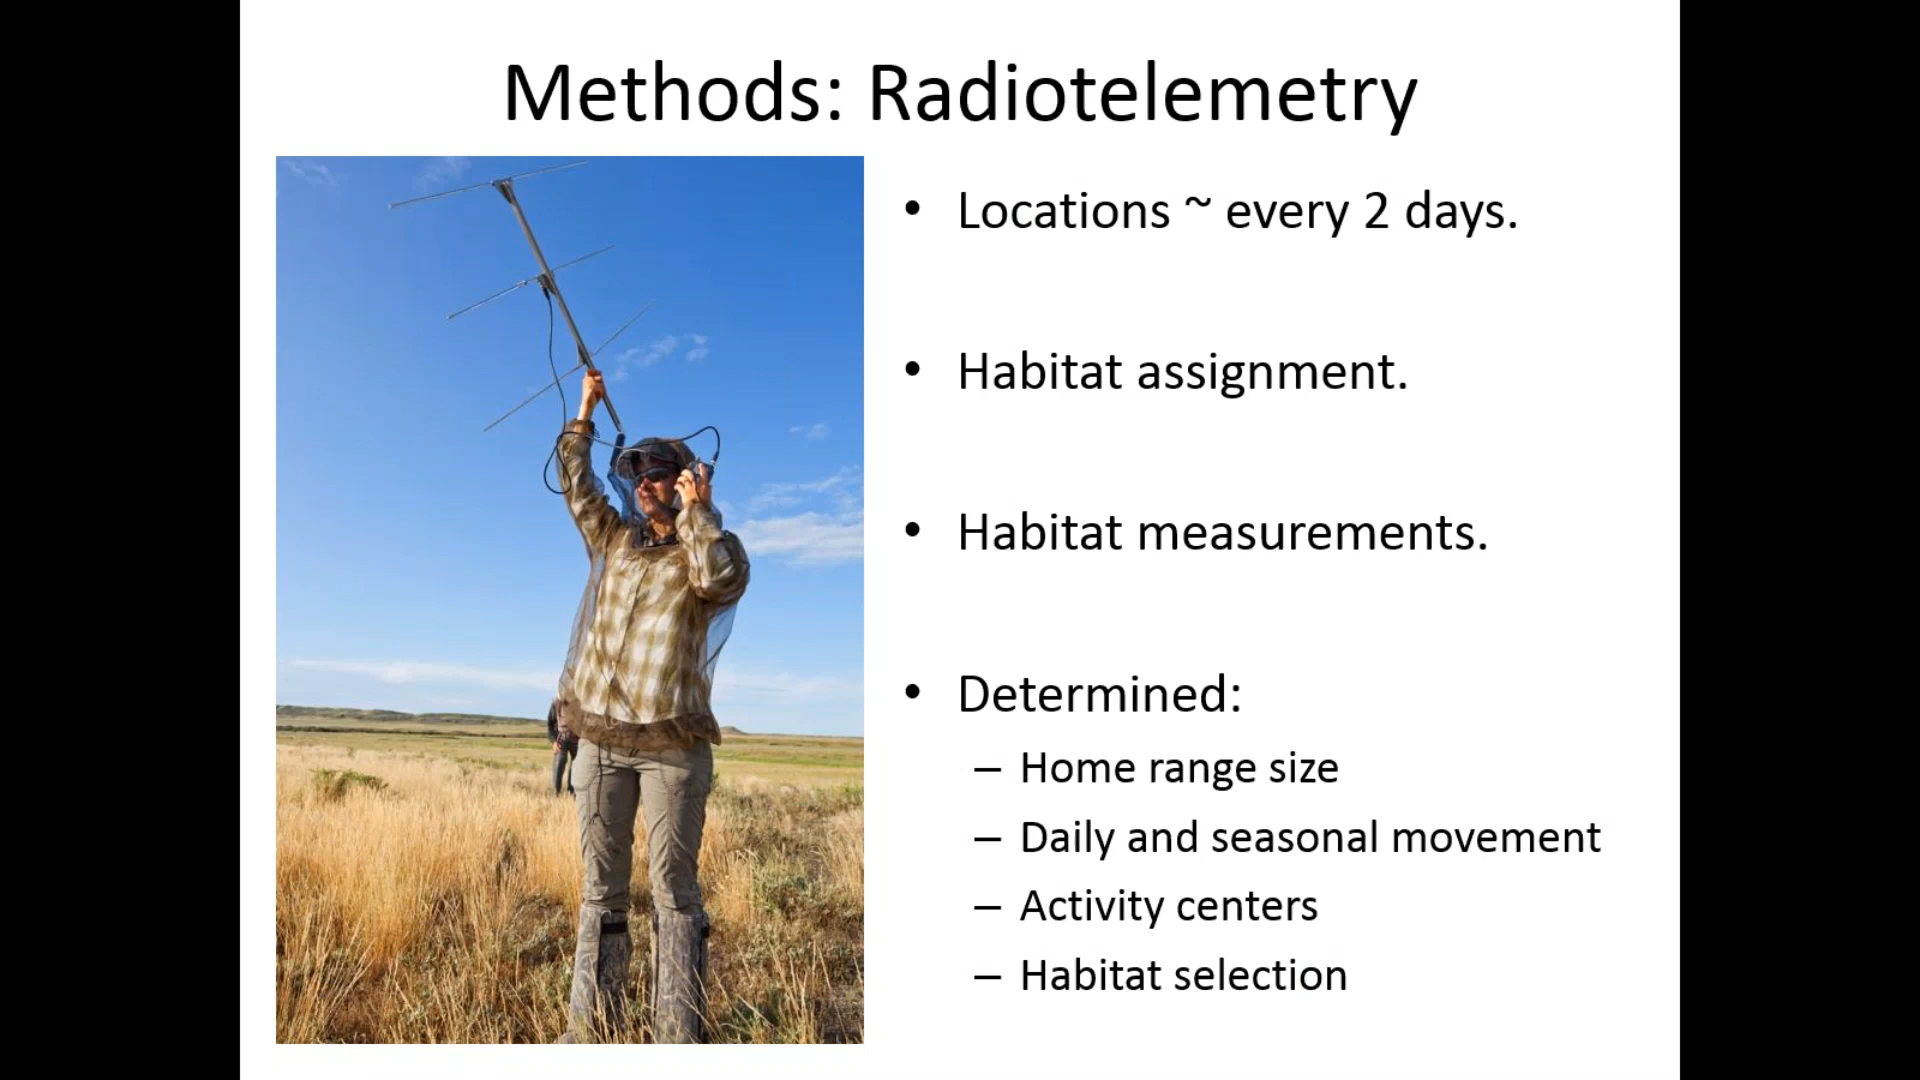 Methods: Radiotelemetry
• Locations ~ every 2 days.
• Habitat assignment.
• Habitat measurements.
• Determined:
– Home range size
– Daily and seasonal movement
– Activity centers
– Habitat selection